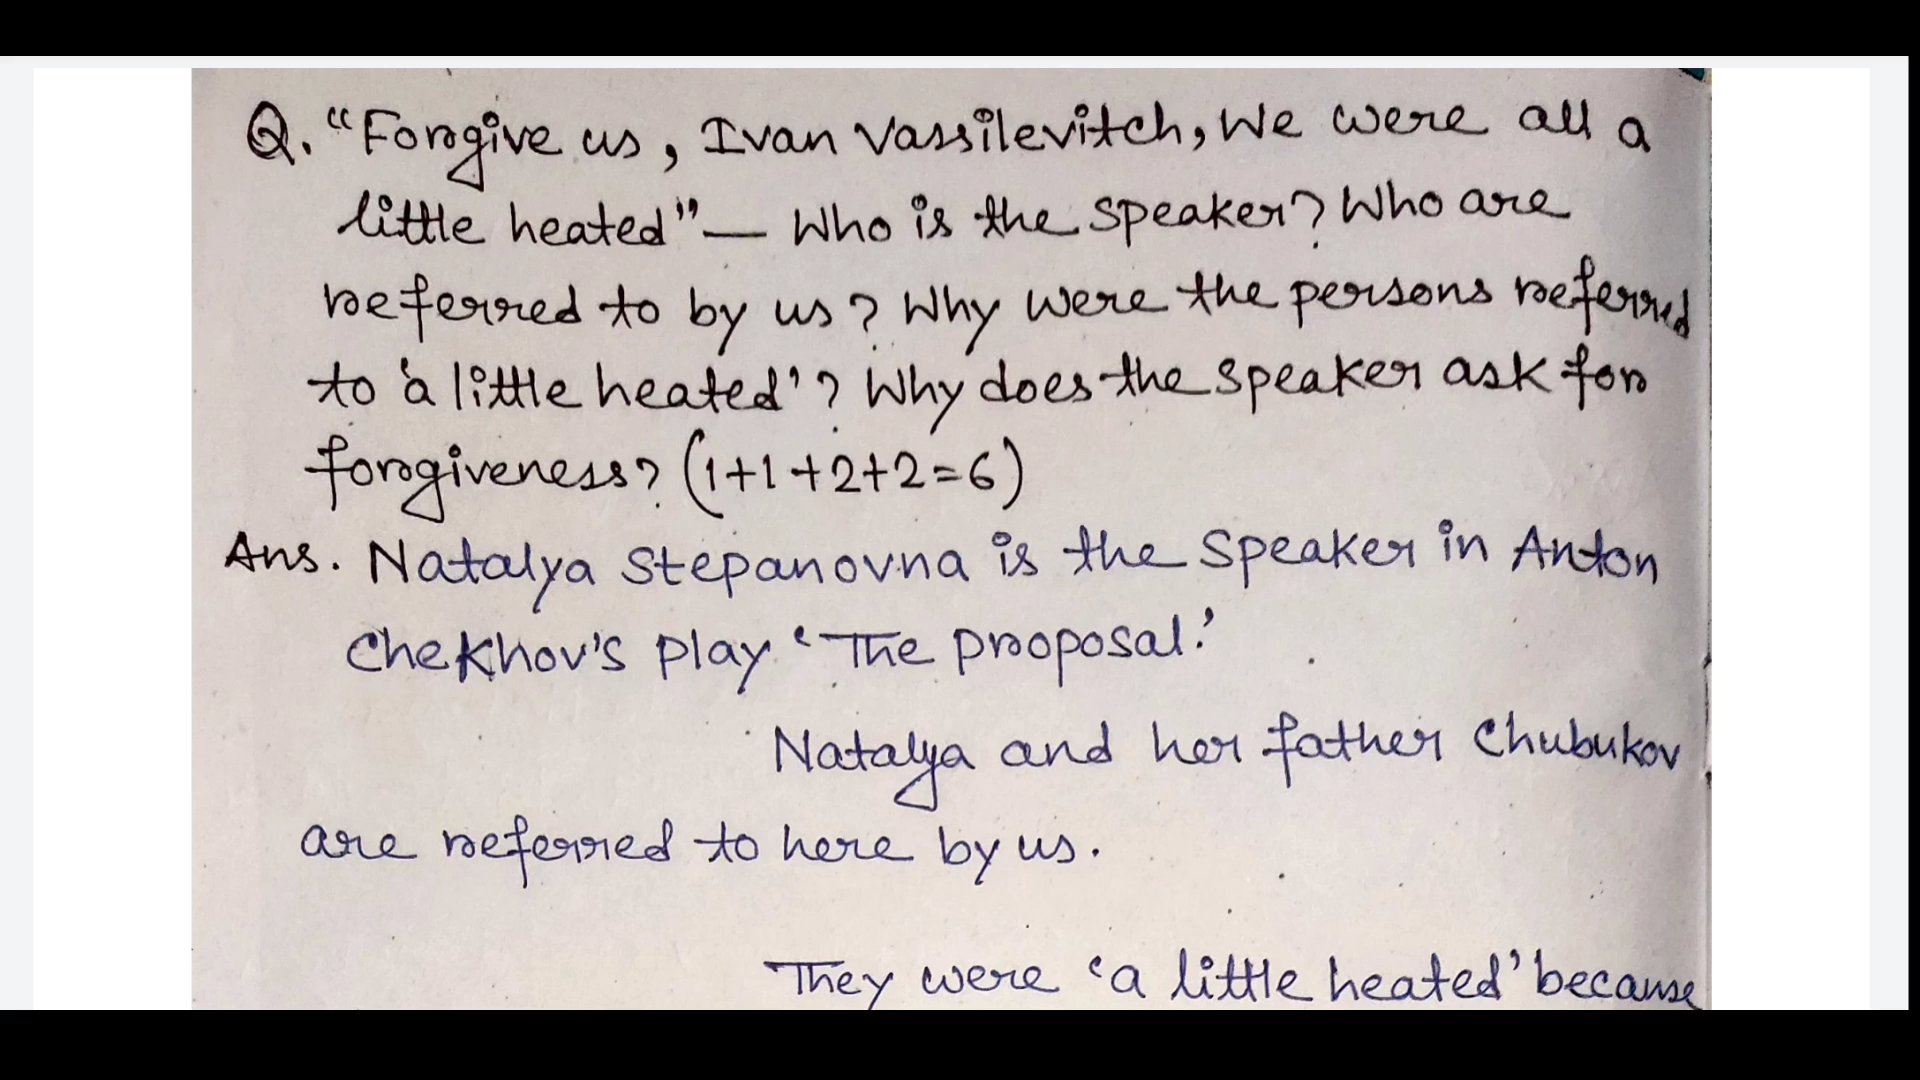 Q. "Forgive us, Ivan Vassilevitch, We were all a
little heated" — Who is the speaker? Who are
referred to by us? Why were the persons referred
to 'a little heated'? Why does the speaker ask for
forgiveness? (1+1+2+2=6)
Ans. Natalya Stepanovna is the speaker in Anton
Chekhov's play 'The proposal.'
Natalya and her father Chubukov
are referred to here by us.
They were 'a little heated' because